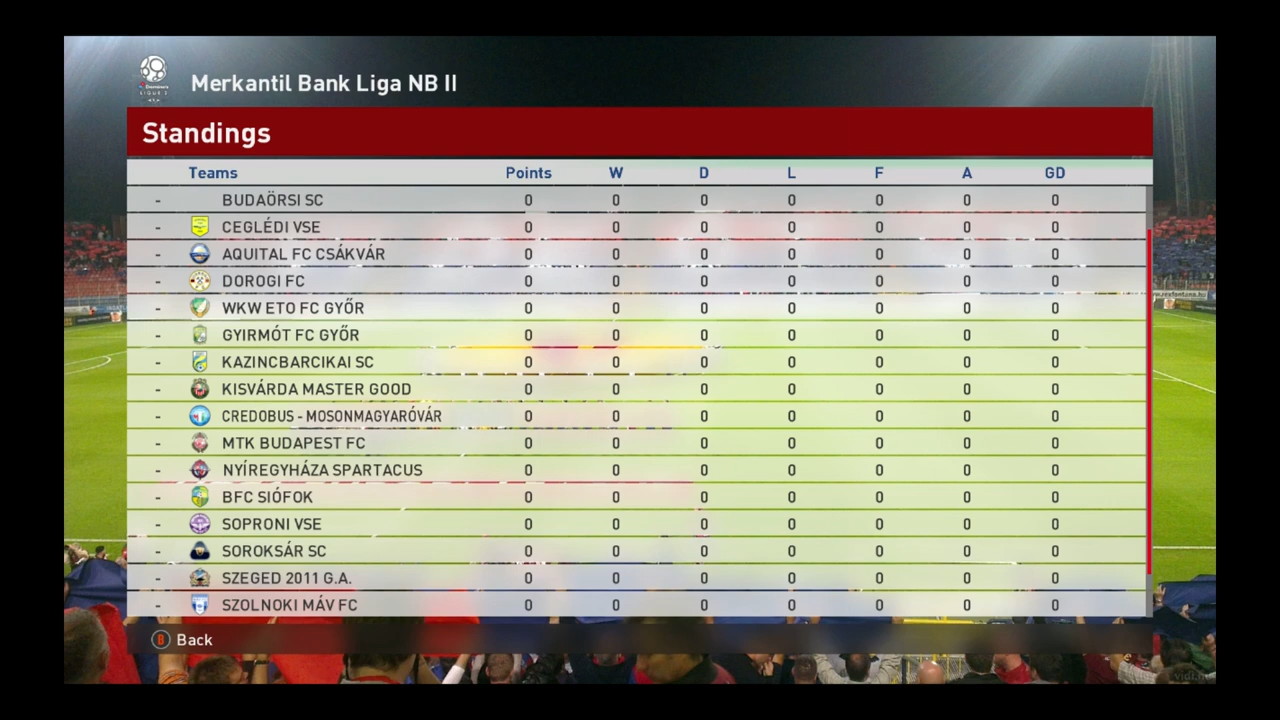 Merkantil Bank Liga NB II
Standings
Teams Points W D L F A GD
- BUDAÖRSI SC 0 0 0 0 0 0 0
- CEGLÉDI VSE 0 0 0 0 0 0 0
- AQUITAL FC CSÁKVÁR 0 0 0 0 0 0 0
- DOROGI FC 0 0 0 0 0 0 0
- WKW ETO FC GYŐR 0 0 0 0 0 0 0
- GYIRMÓT FC GYŐR 0 0 0 0 0 0 0
- KAZINCBARCIKAI SC 0 0 0 0 0 0 0
- KISVÁRDA MASTER GOOD 0 0 0 0 0 0 0
- CREDOBUS - MOSONMAGYARÓVÁR 0 0 0 0 0 0 0
- MTK BUDAPEST FC 0 0 0 0 0 0 0
- NYÍREGYHÁZA SPARTACUS 0 0 0 0 0 0 0
- BFC SIÓFOK 0 0 0 0 0 0 0
- SOPRONI VSE 0 0 0 0 0 0 0
- SOROKSÁR SC 0 0 0 0 0 0 0
- SZEGED 2011 G.A. 0 0 0 0 0 0 0
- SZOLNOKI MÁV FC 0 0 0 0 0 0 0
B Back